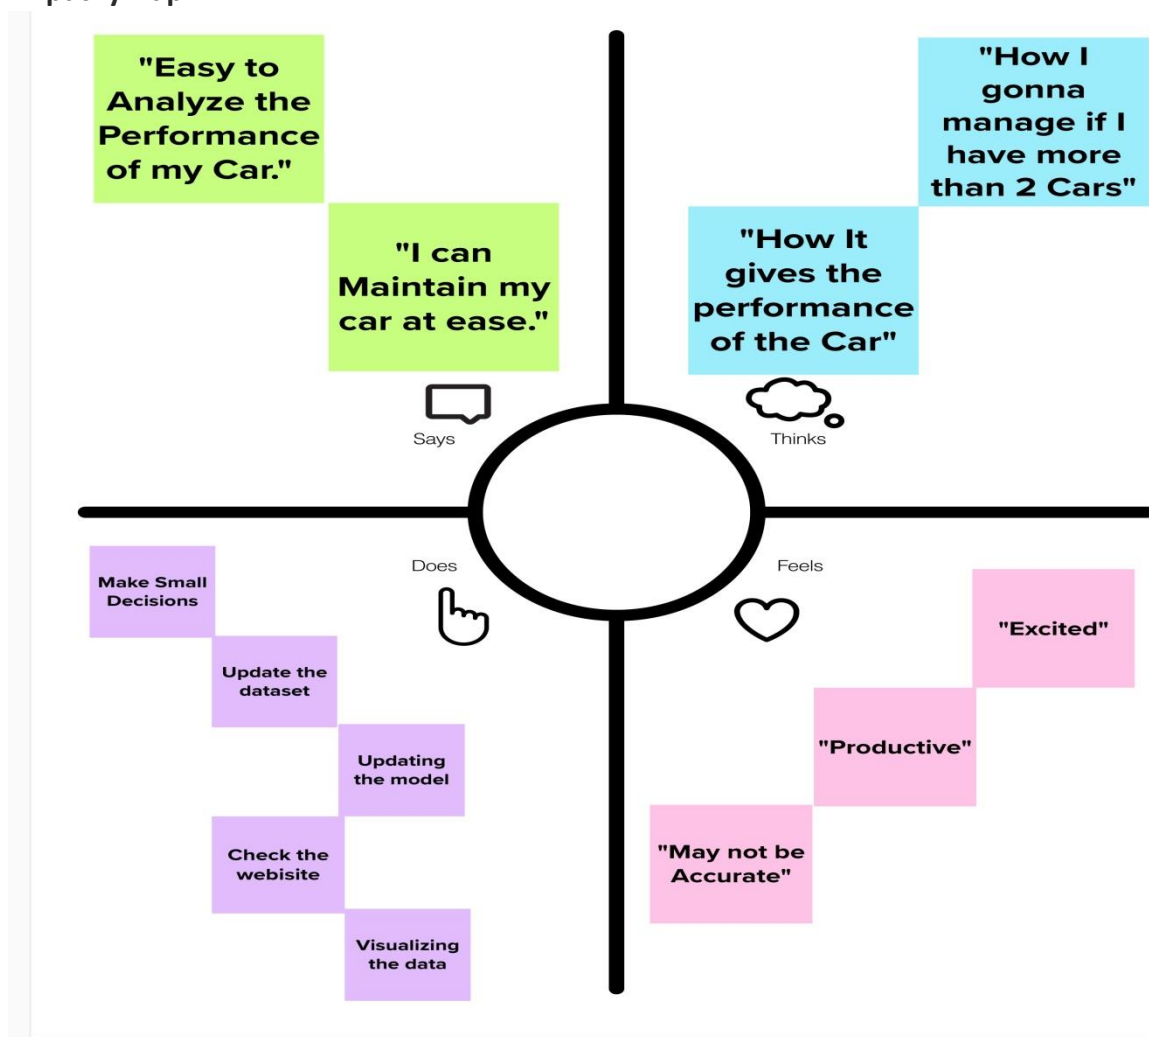 "Easy to
Analyze the
Performance
of my Car."
"I can
Maintain my
car at ease."
Says
"How I
gonna
manage if I
have more
than 2 Cars"
"How It
gives the
performance
of the Car"
Thinks
Does
Make Small
Decisions
Update the
dataset
Updating
the model
Check the
webisite
Visualizing
the data
Feels
"Excited"
"Productive"
"May not be
Accurate"